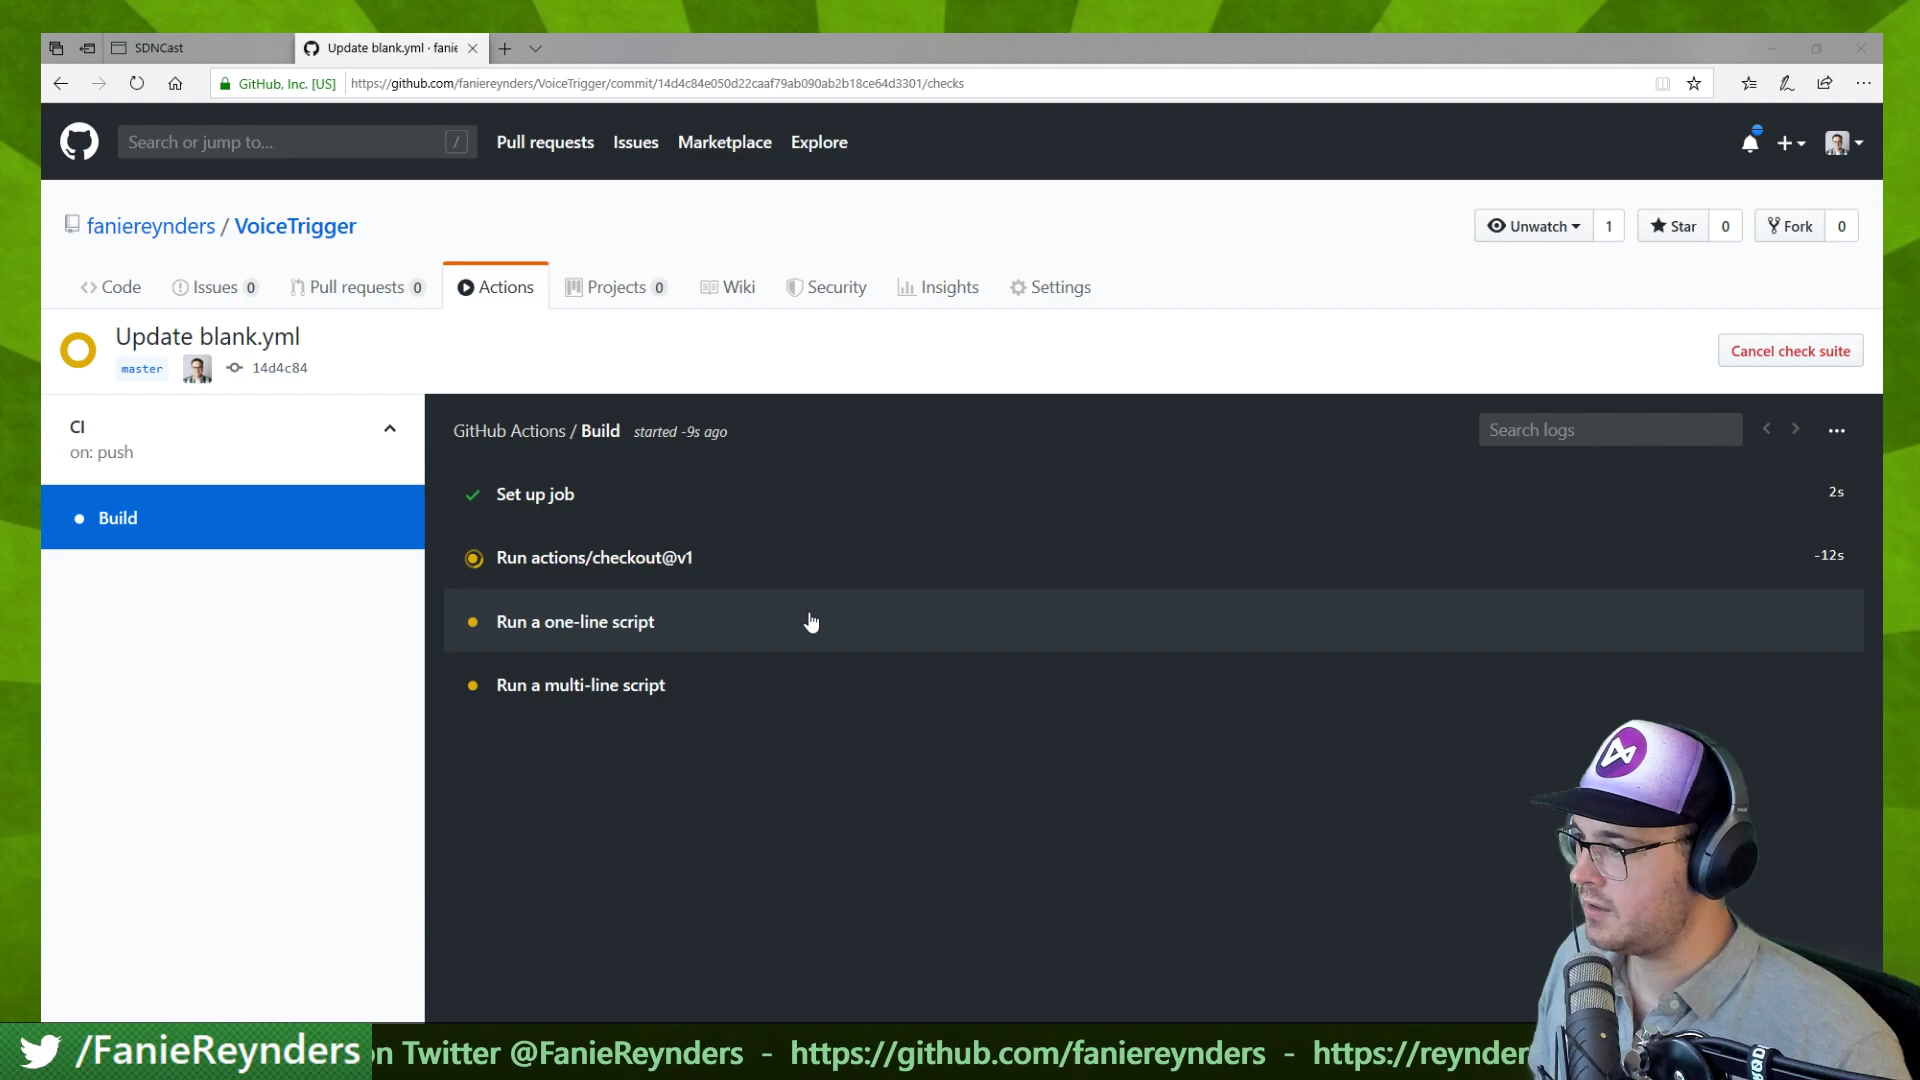 SDNCast
Update blank.yml · fanie
GitHub, Inc. [US]
https://github.com/faniereynders/VoiceTrigger/commit/14d4c84e050d22caaf79ab090ab2b18ce64d3301/checks
Search or jump to...
/
Pull requests
Issues
Marketplace
Explore
faniereynders / VoiceTrigger
Unwatch 1
Star 0
Fork 0
Code
Issues 0
Pull requests 0
Actions
Projects 0
Wiki
Security
Insights
Settings
Update blank.yml
master
14d4c84
Cancel check suite
CI
on: push
Build
GitHub Actions / Build started -9s ago
Search logs
Set up job 2s
Run actions/checkout@v1 -12s
Run a one-line script
Run a multi-line script
/FanieReynders
n Twitter @FanieReynders - https://github.com/faniereynders - https://reynder